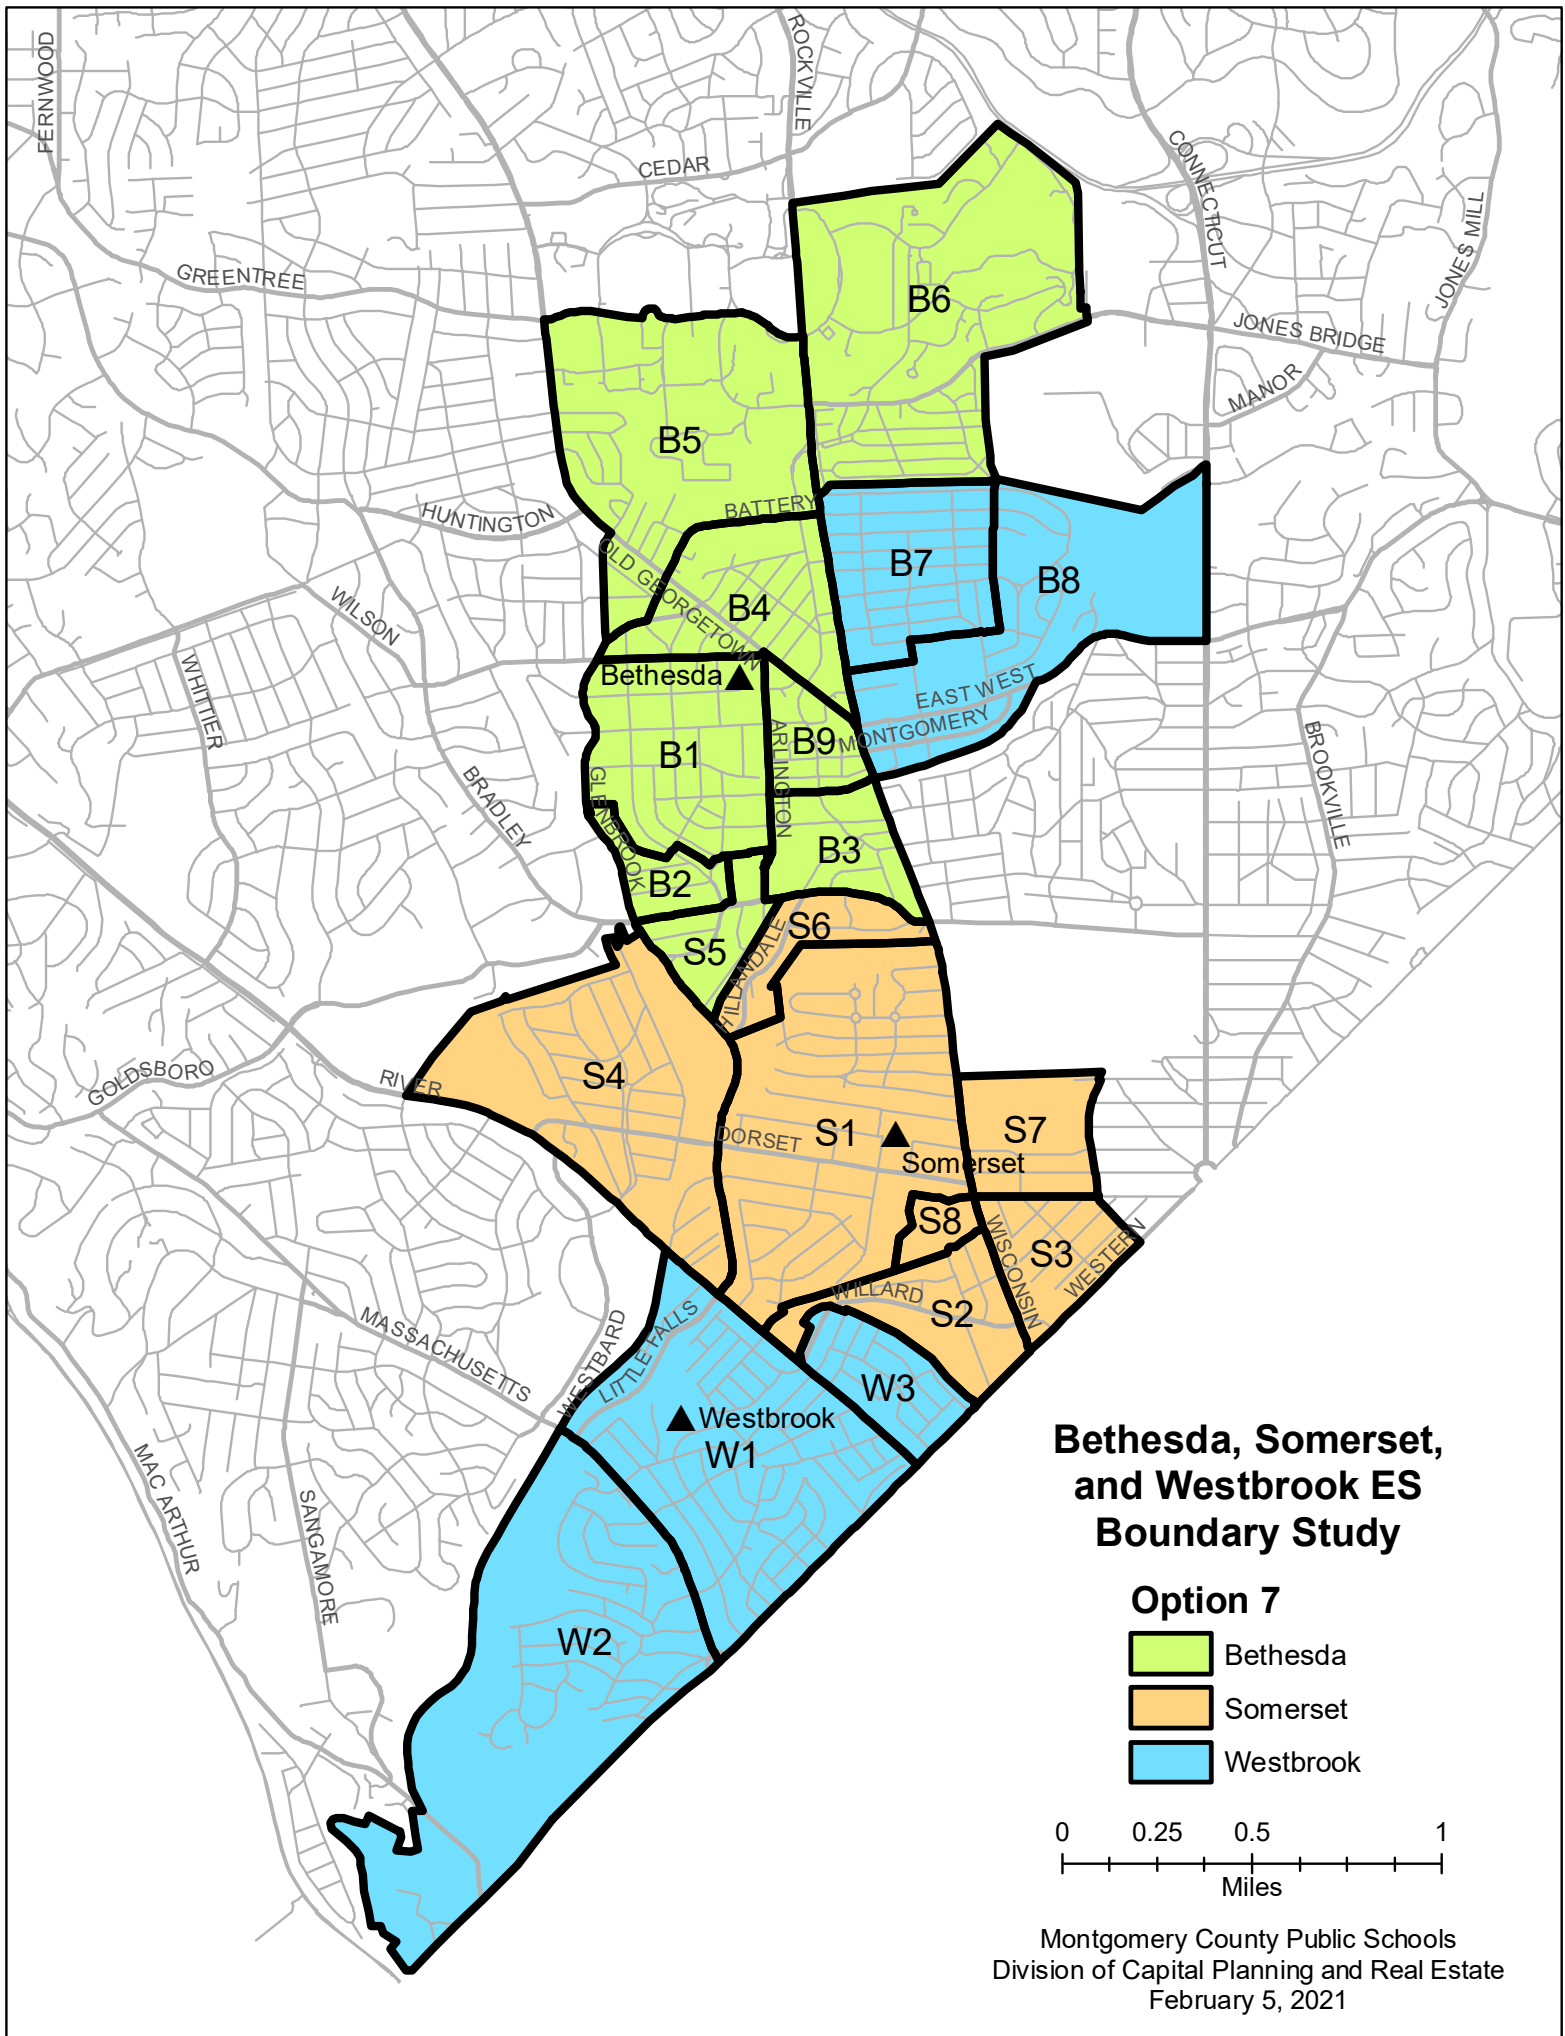 FERNWOOD
ROCKVILLE
CEDAR
CONNECTICUT
JONES MILL
GREENTREE
B6
JONES BRIDGE
MANOR
B5
BATTERY
HUNTINGTON
OLD GEORGETOWN
B7
B8
WILSON
B4
WHITTIER
Bethesda
EAST WEST
MONTGOMERY
ARLINGTON
B9
B1
BROOKVILLE
BRADLEY
GLENBROOK
B3
B2
S6
S5
HILLANDALE
GOLDSBORO
RIVER
S4
DORSET
S1
S7
Somerset
S8
WISCONSIN
S3
WESTERN
WILLARD
S2
MASSACHUSETTS
WESTBARD
LITTLE FALLS
W3
Westbrook
W1
MAC ARTHUR
SANGAMORE
W2
Bethesda, Somerset,
and Westbrook ES
Boundary Study
Option 7
Bethesda
Somerset
Westbrook
0 0.25 0.5 1
Miles
Montgomery County Public Schools
Division of Capital Planning and Real Estate
February 5, 2021